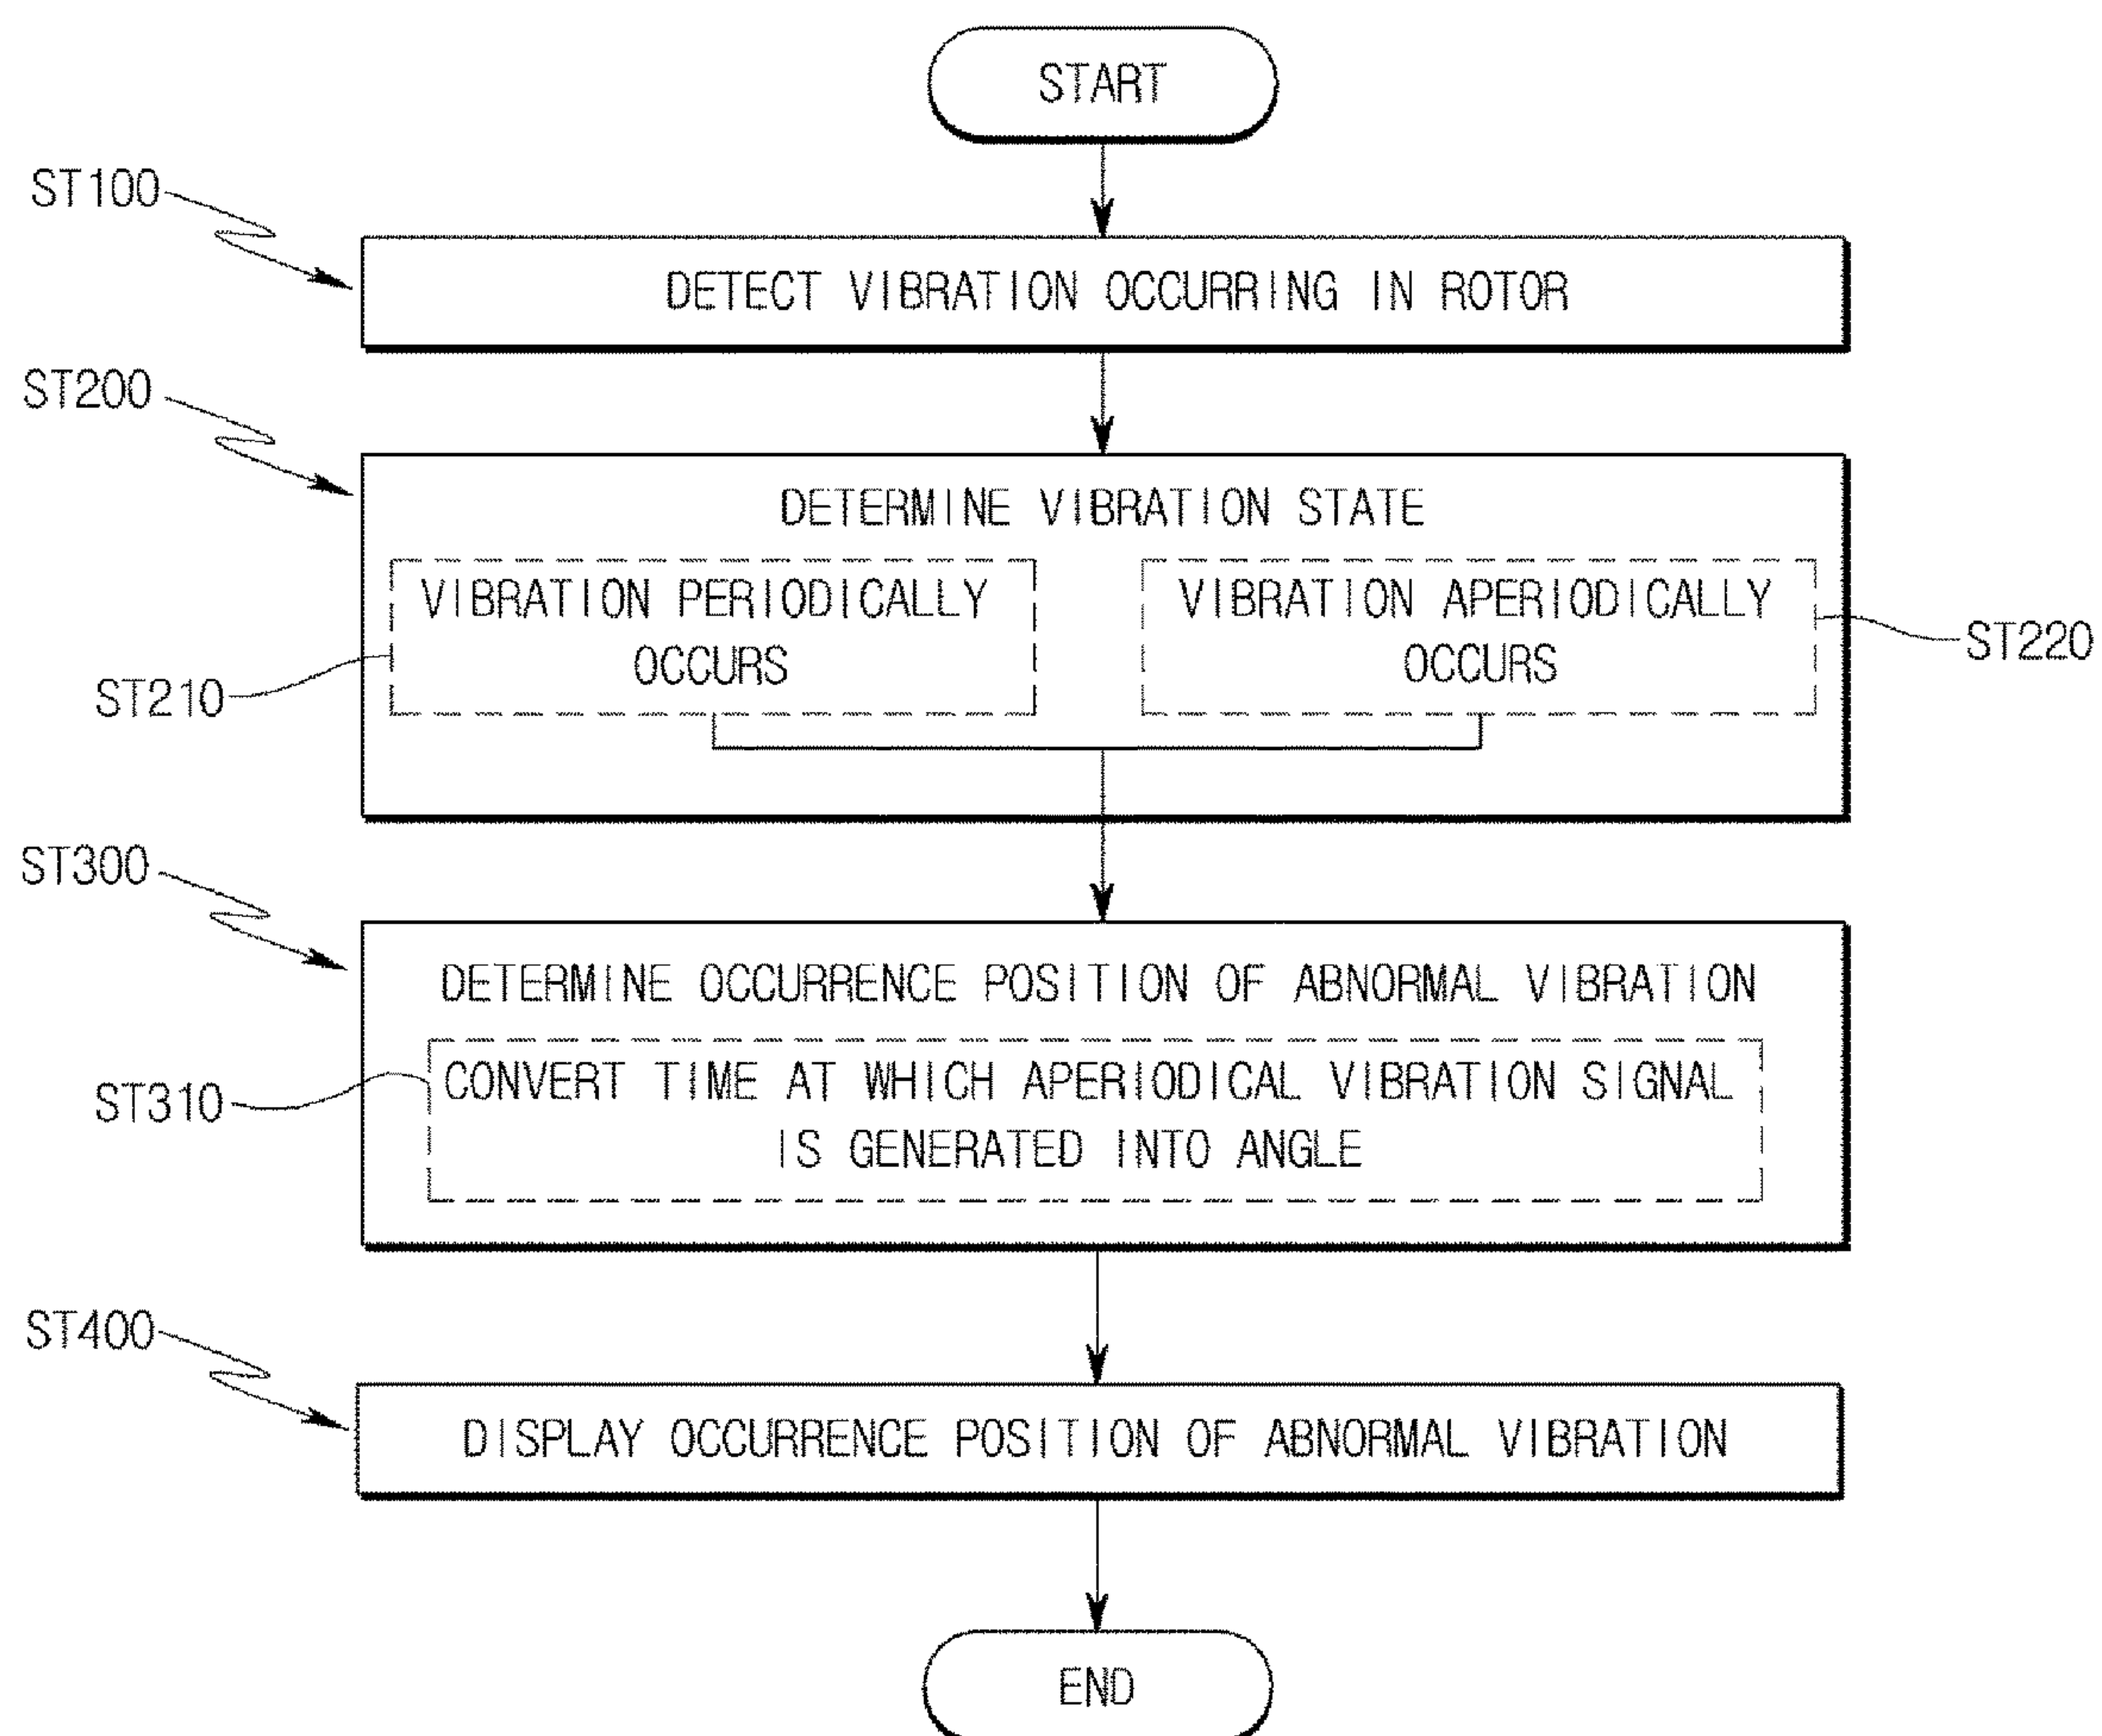 START
ST100
DETECT VIBRATION OCCURRING IN ROTOR
ST200
DETERMINE VIBRATION STATE
VIBRATION PERIODICALLY
OCCURS
ST210
VIBRATION APERIODICALLY
OCCURS
ST220
ST300
DETERMINE OCCURRENCE POSITION OF ABNORMAL VIBRATION
ST310
CONVERT TIME AT WHICH APERIODICAL VIBRATION SIGNAL
IS GENERATED INTO ANGLE
ST400
DISPLAY OCCURRENCE POSITION OF ABNORMAL VIBRATION
END